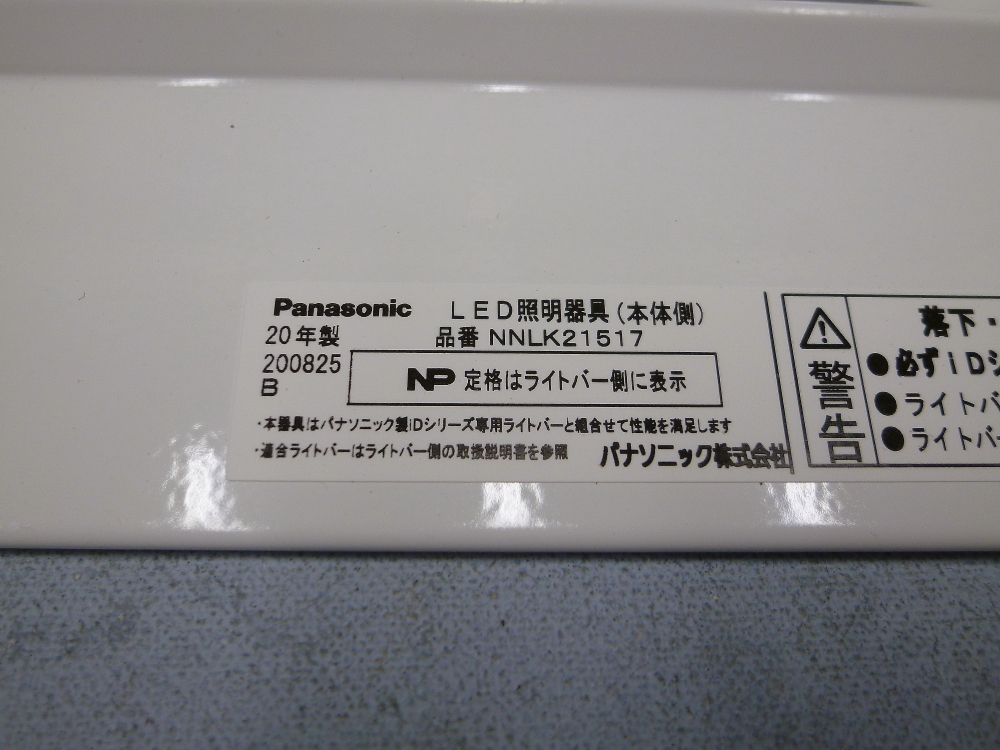 Panasonic LED照明器具(本体側)
20年製 品番 NNLK21517
200825
B
NP 定格はライトバー側に表示
・本器具はパナソニック製iDシリーズ専用ライトバーと組合せて性能を満足します
・適合ライトバーはライトバー側の取扱説明書を参照 パナソニック株式会社
警告
落下・
●必ずiDシ
●ライトバ
●ライトバ